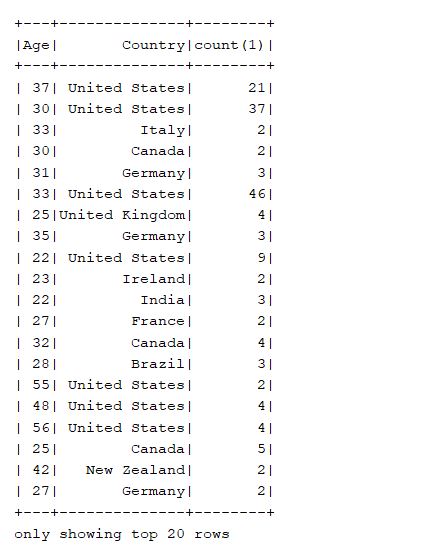 +---+--------------+--------+
|Age|       Country|count(1)|
+---+--------------+--------+
| 37| United States|      21|
| 30| United States|      37|
| 33|         Italy|       2|
| 30|        Canada|       2|
| 31|       Germany|       3|
| 33| United States|      46|
| 25|United Kingdom|       4|
| 35|       Germany|       3|
| 22| United States|       9|
| 23|       Ireland|       2|
| 22|         India|       3|
| 27|        France|       2|
| 32|        Canada|       4|
| 28|        Brazil|       3|
| 55| United States|       2|
| 48| United States|       4|
| 56| United States|       4|
| 25|        Canada|       5|
| 42|   New Zealand|       2|
| 27|       Germany|       2|
+---+--------------+--------+
only showing top 20 rows